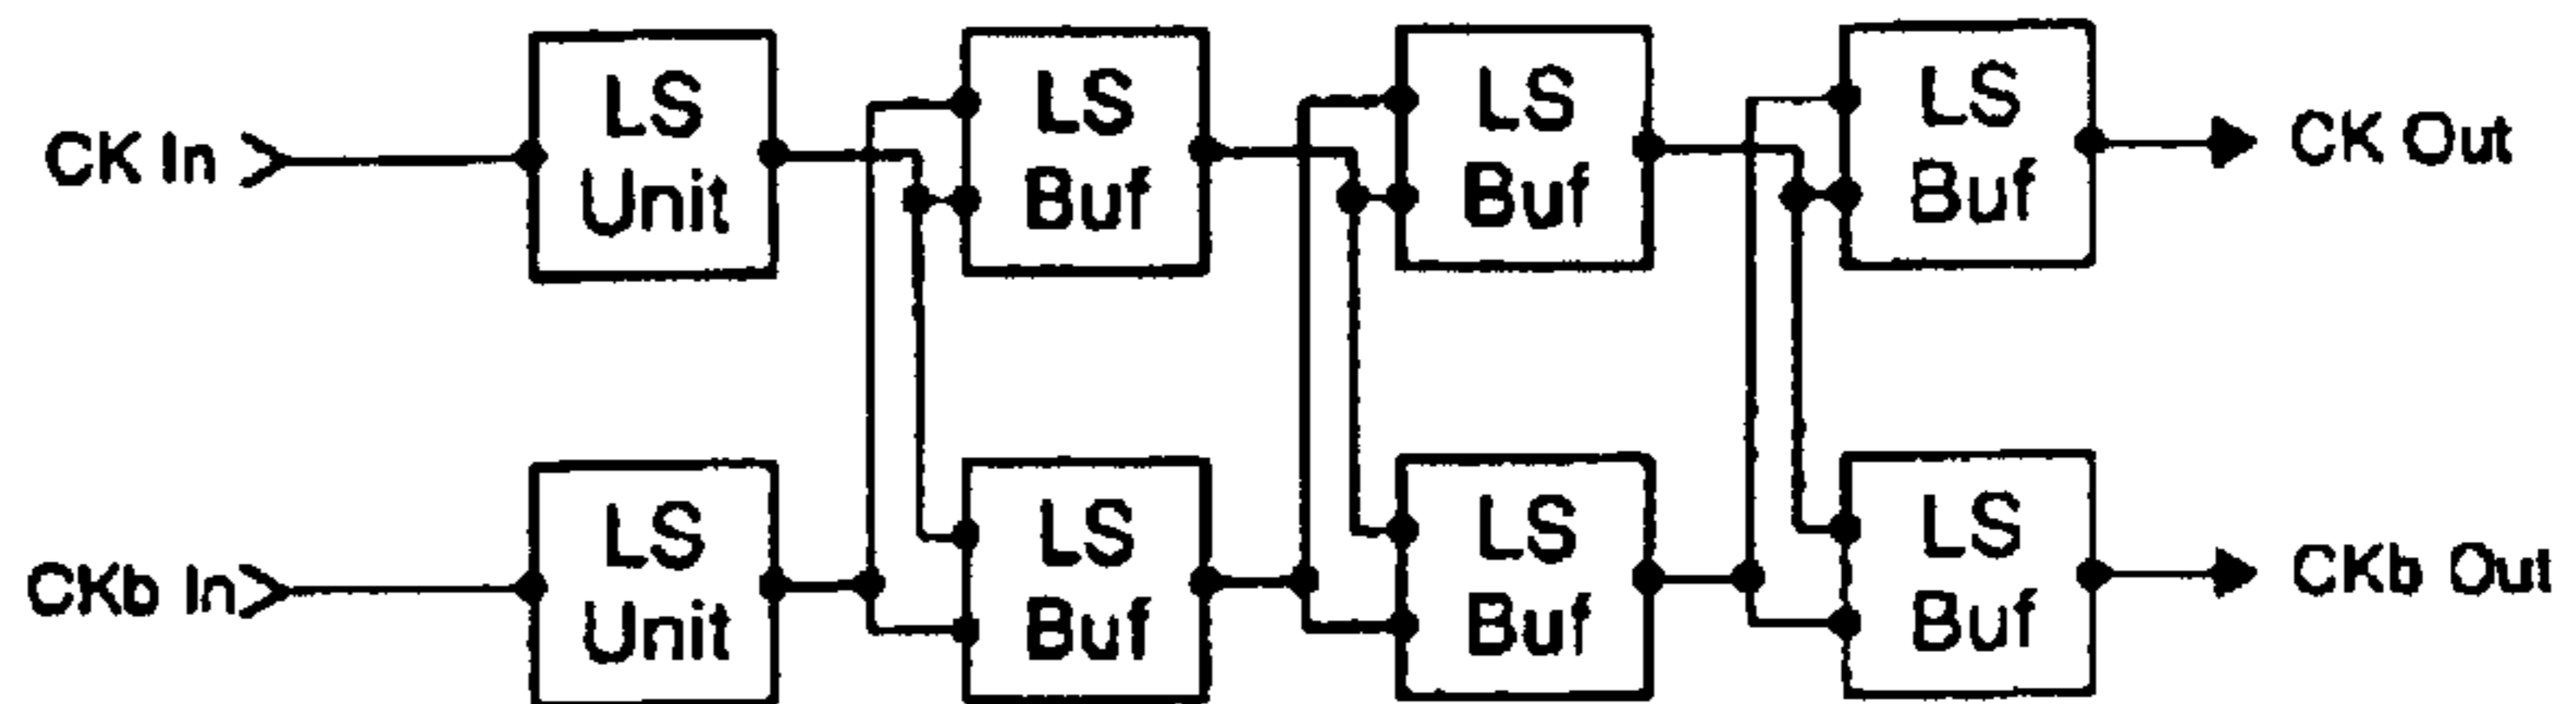 CK In
LS
Unit
LS
Buf
LS
Buf
LS
Buf
CK Out
CKb In
LS
Unit
LS
Buf
LS
Buf
LS
Buf
CKb Out